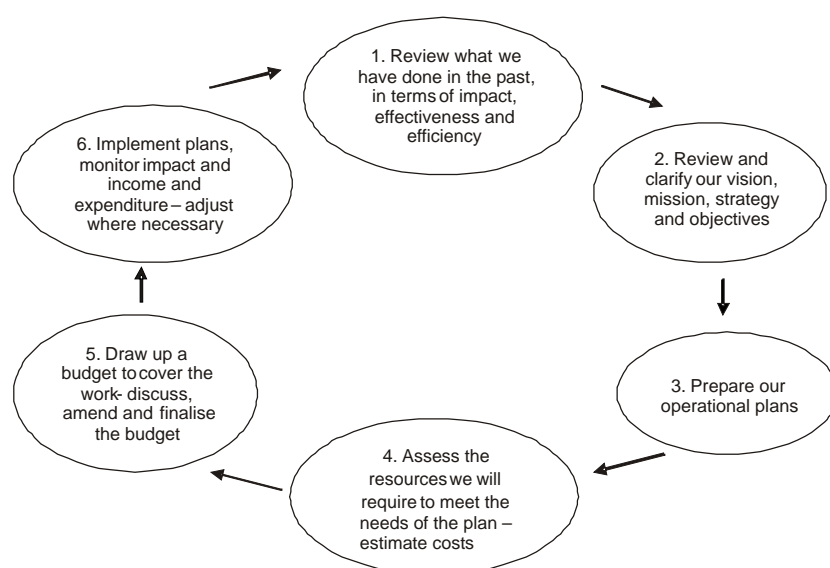 1. Review what we
have done in the past,
in terms of impact,
effectiveness and
efficiency
2. Review and
clarify our vision,
mission, strategy
and objectives
3. Prepare our
operational plans
4. Assess the
resources we will
require to meet the
needs of the plan –
estimate costs
5. Draw up a
budget to cover the
work- discuss,
amend and finalise
the budget
6. Implement plans,
monitor impact and
income and
expenditure – adjust
where necessary